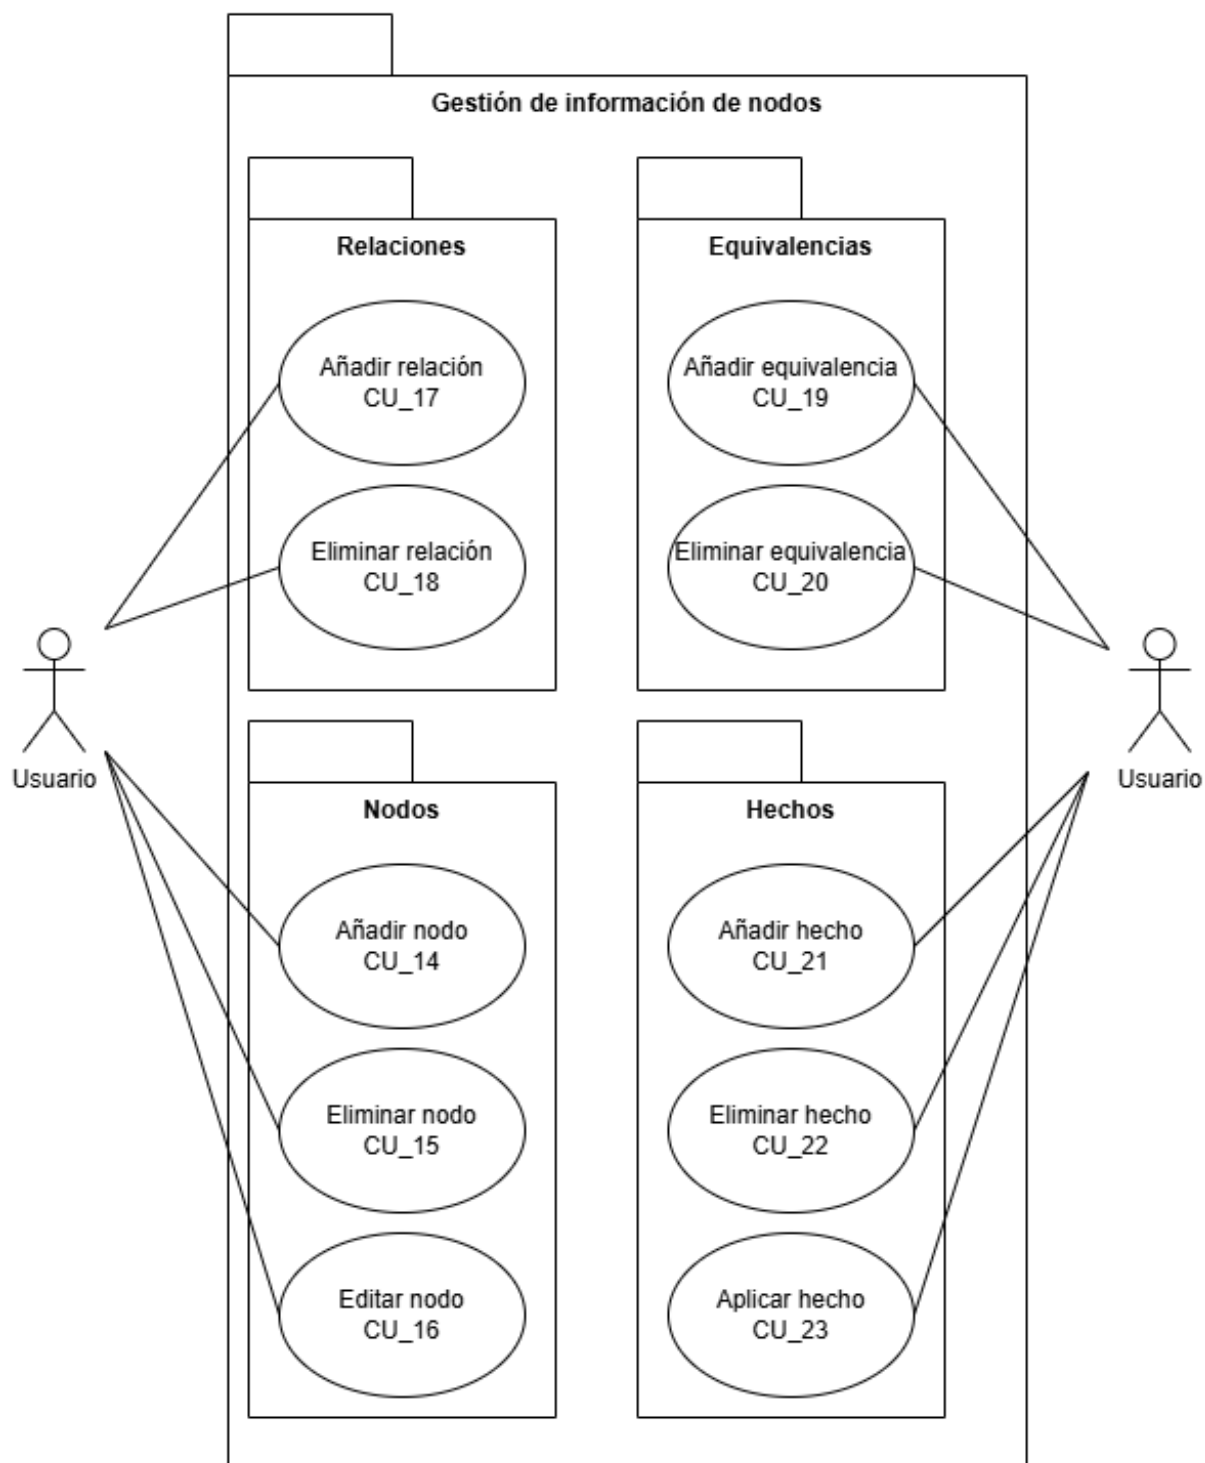 Gestión de información de nodos
Relaciones
Añadir relación
CU_17
Eliminar relación
CU_18
Equivalencias
Añadir equivalencia
CU_19
Eliminar equivalencia
CU_20
Usuario
Usuario
Nodos
Añadir nodo
CU_14
Eliminar nodo
CU_15
Editar nodo
CU_16
Hechos
Añadir hecho
CU_21
Eliminar hecho
CU_22
Aplicar hecho
CU_23